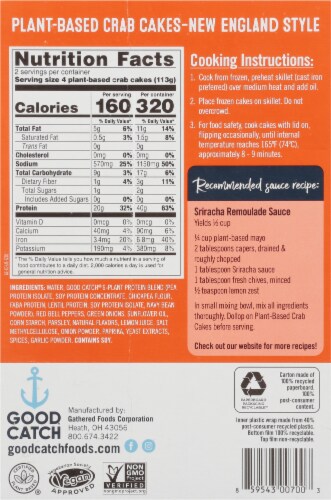 PLANT-BASED CRAB CAKES-NEW ENGLAND STYLE
Nutrition Facts
2 servings per container
Serving size 4 plant-based crab cakes (113g)
Per serving Per container
Calories 160 320
% Daily Value* % Daily Value*
Total Fat 5g 6% 11g 14%
Saturated Fat 0.5g 3% 1.5g 8%
Trans Fat 0g 0g
Cholesterol 0mg 0% 0mg 0%
Sodium 570mg 25% 1150mg 50%
Total Carbohydrate 9g 3% 17g 6%
Dietary Fiber 1g 4% 3g 11%
Total Sugars 1g 2g
Includes Added Sugars 0g 0% 0g 0%
Protein 20g 32% 40g 63%
Vitamin D 0mcg 0% 0mcg 0%
Calcium 40mg 4% 90mg 6%
Iron 3.4mg 20% 6.8mg 40%
Potassium 190mg 4% 380mg 8%
*The % Daily Value tells you how much a nutrient in a serving of
food contributes to a daily diet. 2,000 calories a day is used for
general nutrition advice.
INGREDIENTS: WATER, GOOD CATCH® 6-PLANT PROTEIN BLEND (PEA
PROTEIN ISOLATE, SOY PROTEIN CONCENTRATE, CHICKPEA FLOUR,
FABA PROTEIN, LENTIL PROTEIN, SOY PROTEIN ISOLATE, NAVY BEAN
POWDER), RED BELL PEPPERS, GREEN ONIONS, SUNFLOWER OIL,
CORN STARCH, PARSLEY, NATURAL FLAVORS, LEMON JUICE, SALT,
METHYLCELLULOSE, ONION POWDER, PAPRIKA, YEAST EXTRACTS,
SPICES, GARLIC POWDER. CONTAINS SOY.
Cooking Instructions:
1. Cook from frozen, preheat skillet (cast iron
preferred) over medium heat and add oil.
2. Place frozen cakes on skillet. Do not
overcrowd.
3. For food safety, cook cakes with lid on,
flipping occasionally, until internal
temperature reaches 165°F (74°C),
approximately 8 - 9 minutes.
Recommended sauce recipe:
Sriracha Remoulade Sauce
cup plant-based mayo
2 tablespoons capers, drained &
roughly chopped
1 tablespoon Sriracha sauce
1 tablespoon fresh chives, minced
½ teaspoon lemon zest
In small mixing bowl, mix all ingredients
thoroughly. Dollop on Plant-Based Crab
Cakes before serving.
Check out our website for more recipes!
GOOD
CATCH
Manufactured by:
Gathered Foods Corporation
Heath, OH 43056
800.674.3422
goodcatchfoods.com
Vegan
NON
GMO
Project
VERIFIED
Carton made of
100% recycled
paperboard,
100%
post-consumer
content.
Inner plastic wrap made from 40%
post-consumer recycled plastic.
Bottom film 100% recycled.
Top film non-recyclable.
8 59543 00700 3